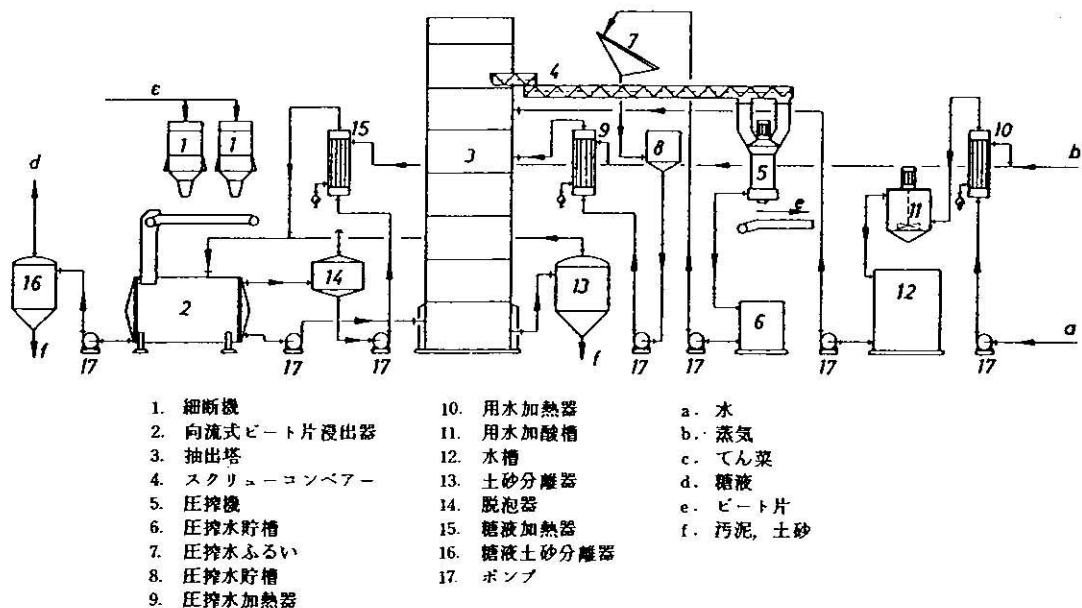 7
4
c
1
1
15
3
9
8
5
10
b
d
e
11
16
2
14
13
6
12
a
f
17
17
17
f
17
17
17
17
1. 細断機
2. 向流式ビート片浸出器
3. 抽出塔
4. スクリューコンベアー
5. 圧搾機
6. 圧搾水貯槽
7. 圧搾水ふるい
8. 圧搾水貯槽
9. 圧搾水加熱器
10. 用水加熱器
11. 用水加酸槽
12. 水槽
13. 土砂分離器
14. 脱泡器
15. 糖液加熱器
16. 糖液土砂分離器
17. ポンプ
a. 水
b. 蒸気
c. てん菜
d. 糖液
e. ビート片
f. 汚泥, 土砂